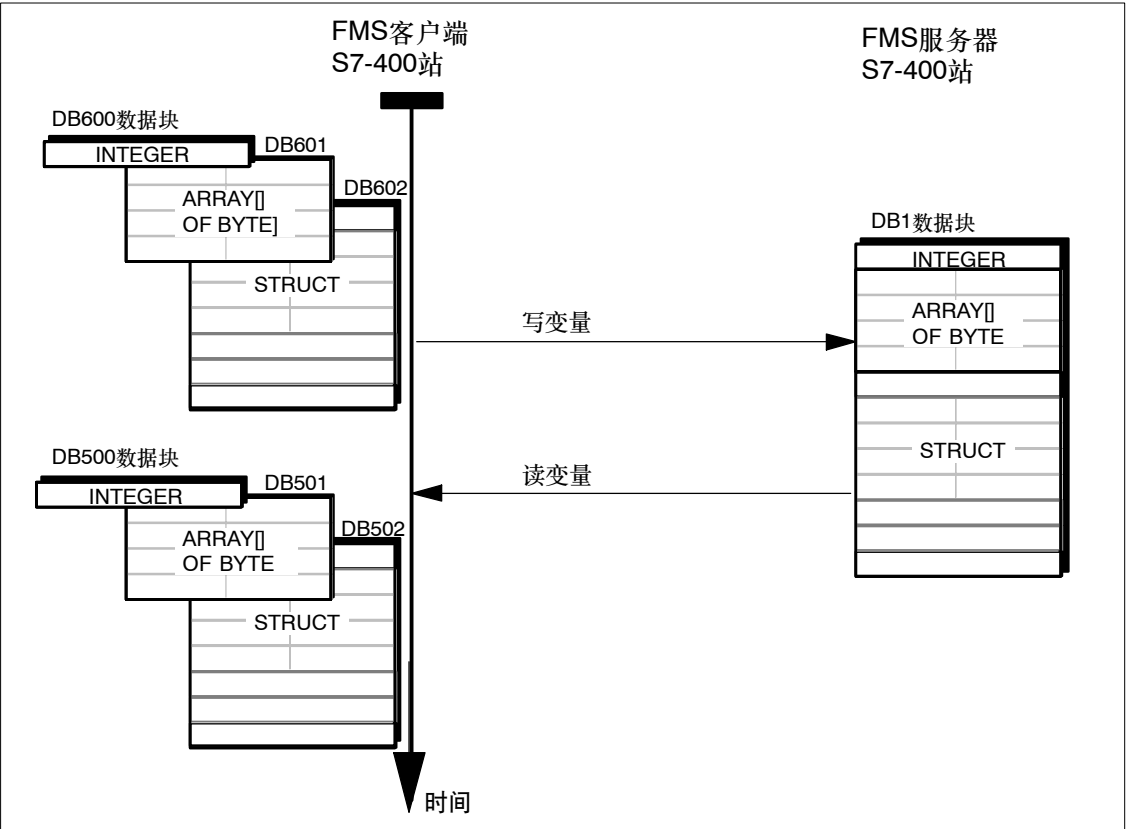 FMS客户端
S7-400站
FMS服务器
S7-400站
DB600数据块
INTEGER
DB601
ARRAY[]
OF BYTE]
DB602
STRUCT
DB1数据块
INTEGER
ARRAY[]
OF BYTE
STRUCT
写变量
读变量
DB500数据块
INTEGER
DB501
ARRAY[]
OF BYTE
DB502
STRUCT
时间